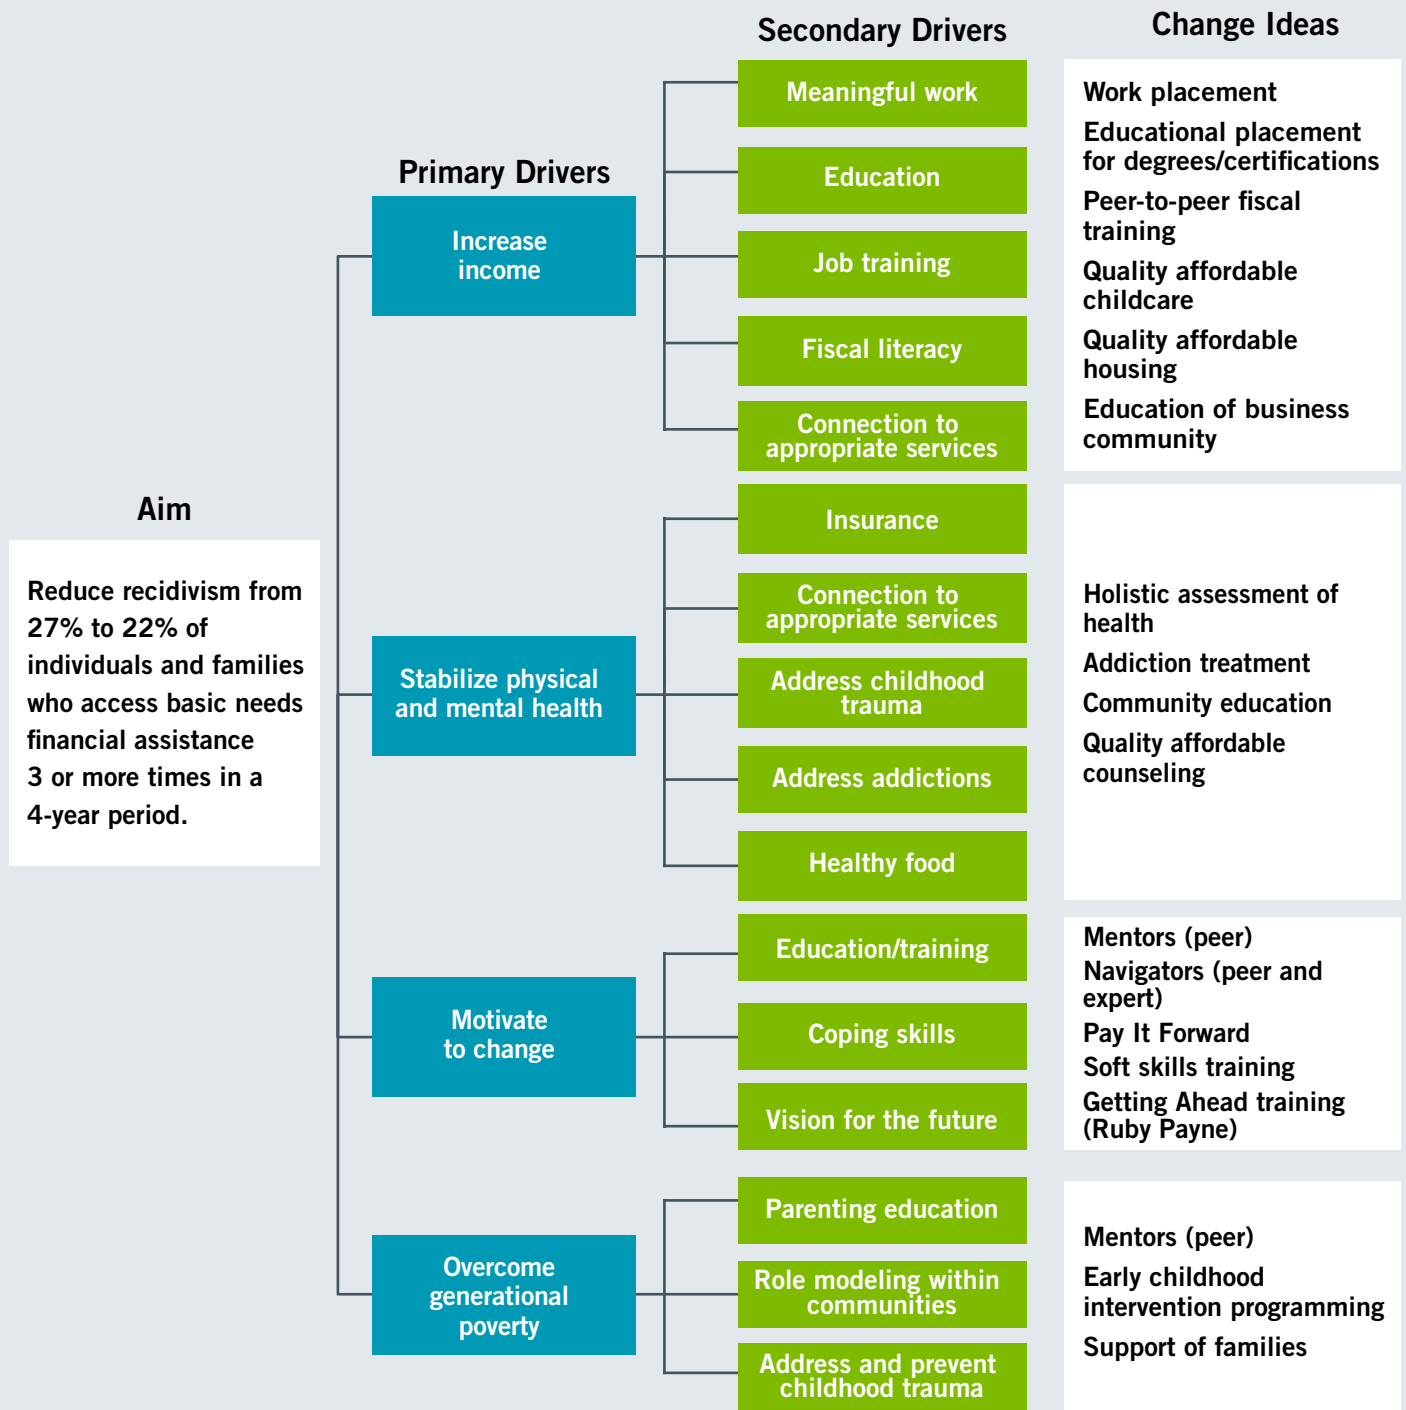 Aim
Reduce recidivism from
27% to 22% of
individuals and families
who access basic needs
financial assistance
3 or more times in a
4-year period.
Primary Drivers
Increase
income
Stabilize physical
and mental health
Motivate
to change
Overcome
generational
poverty
Secondary Drivers
Meaningful work
Education
Job training
Fiscal literacy
Connection to
appropriate services
Insurance
Connection to
appropriate services
Address childhood
trauma
Address addictions
Healthy food
Education/training
Coping skills
Vision for the future
Parenting education
Role modeling within
communities
Address and prevent
childhood trauma
Change Ideas
Work placement
Educational placement
for degrees/certifications
Peer-to-peer fiscal
training
Quality affordable
childcare
Quality affordable
housing
Education of business
community
Holistic assessment of
health
Addiction treatment
Community education
Quality affordable
counseling
Mentors (peer)
Navigators (peer and
expert)
Pay It Forward
Soft skills training
Getting Ahead training
(Ruby Payne)
Mentors (peer)
Early childhood
intervention programming
Support of families